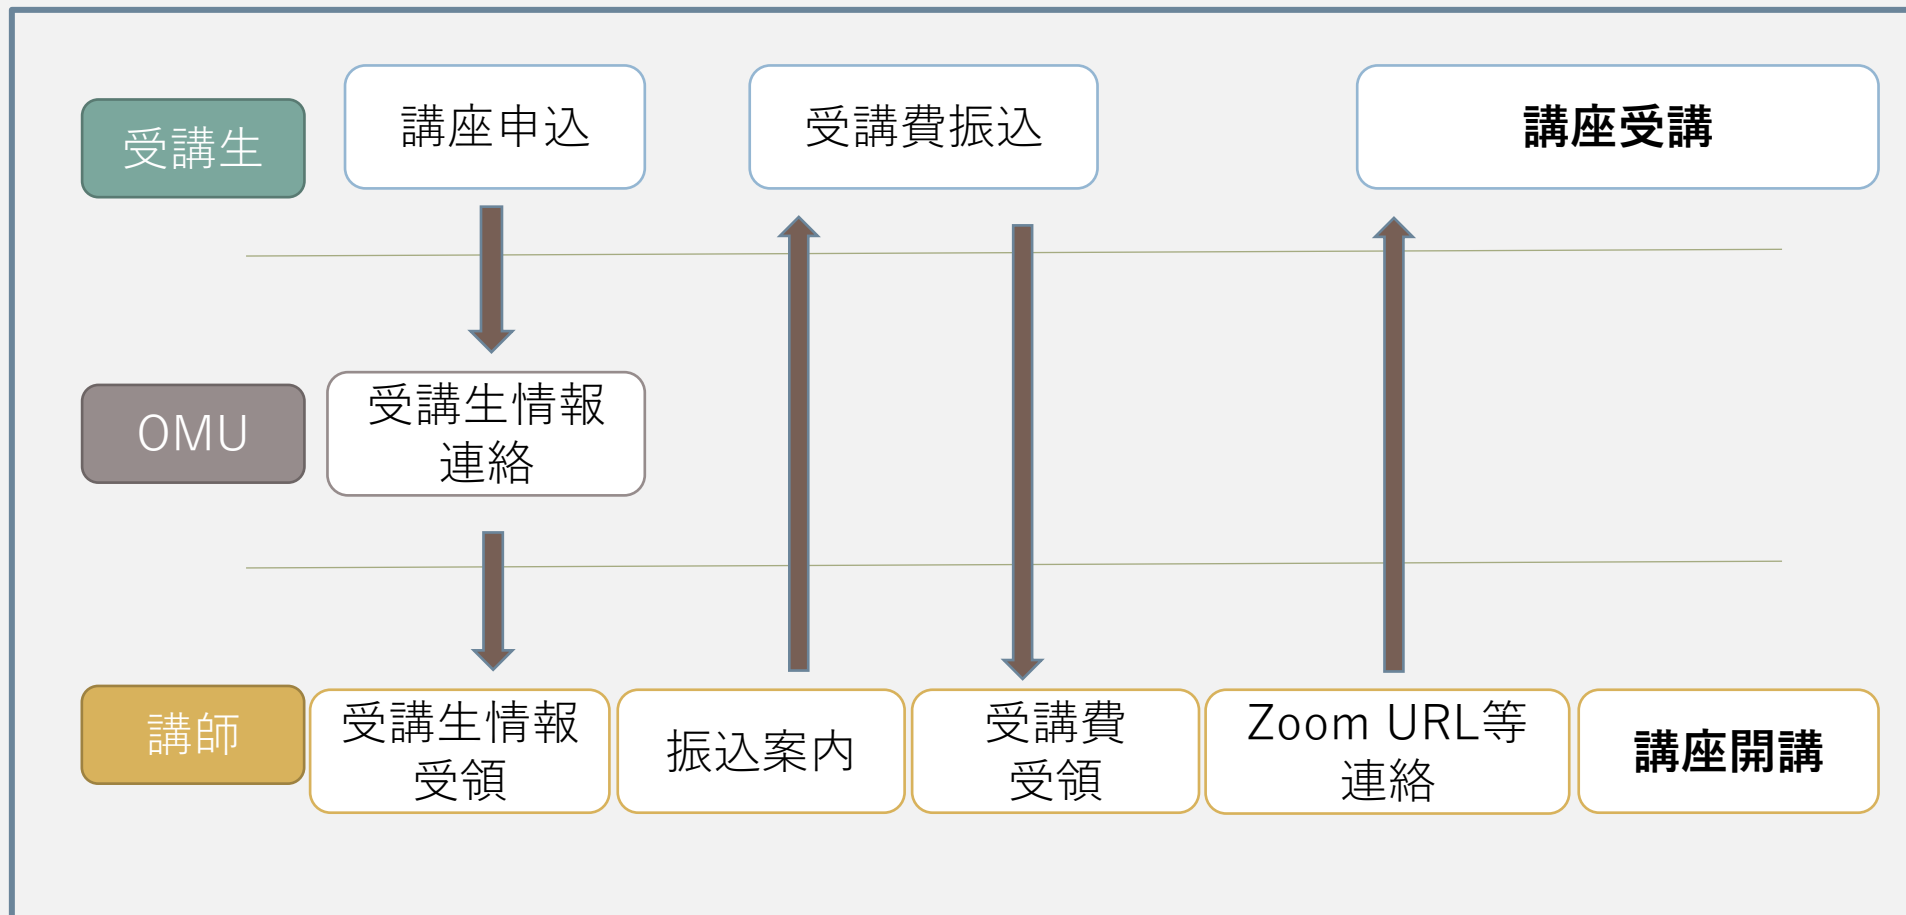 受講生
講座申込
受講費振込
講座受講
OMU
受講生情報
連絡
講師
受講生情報
受領
振込案内
受講費
受領
Zoom URL等
連絡
講座開講